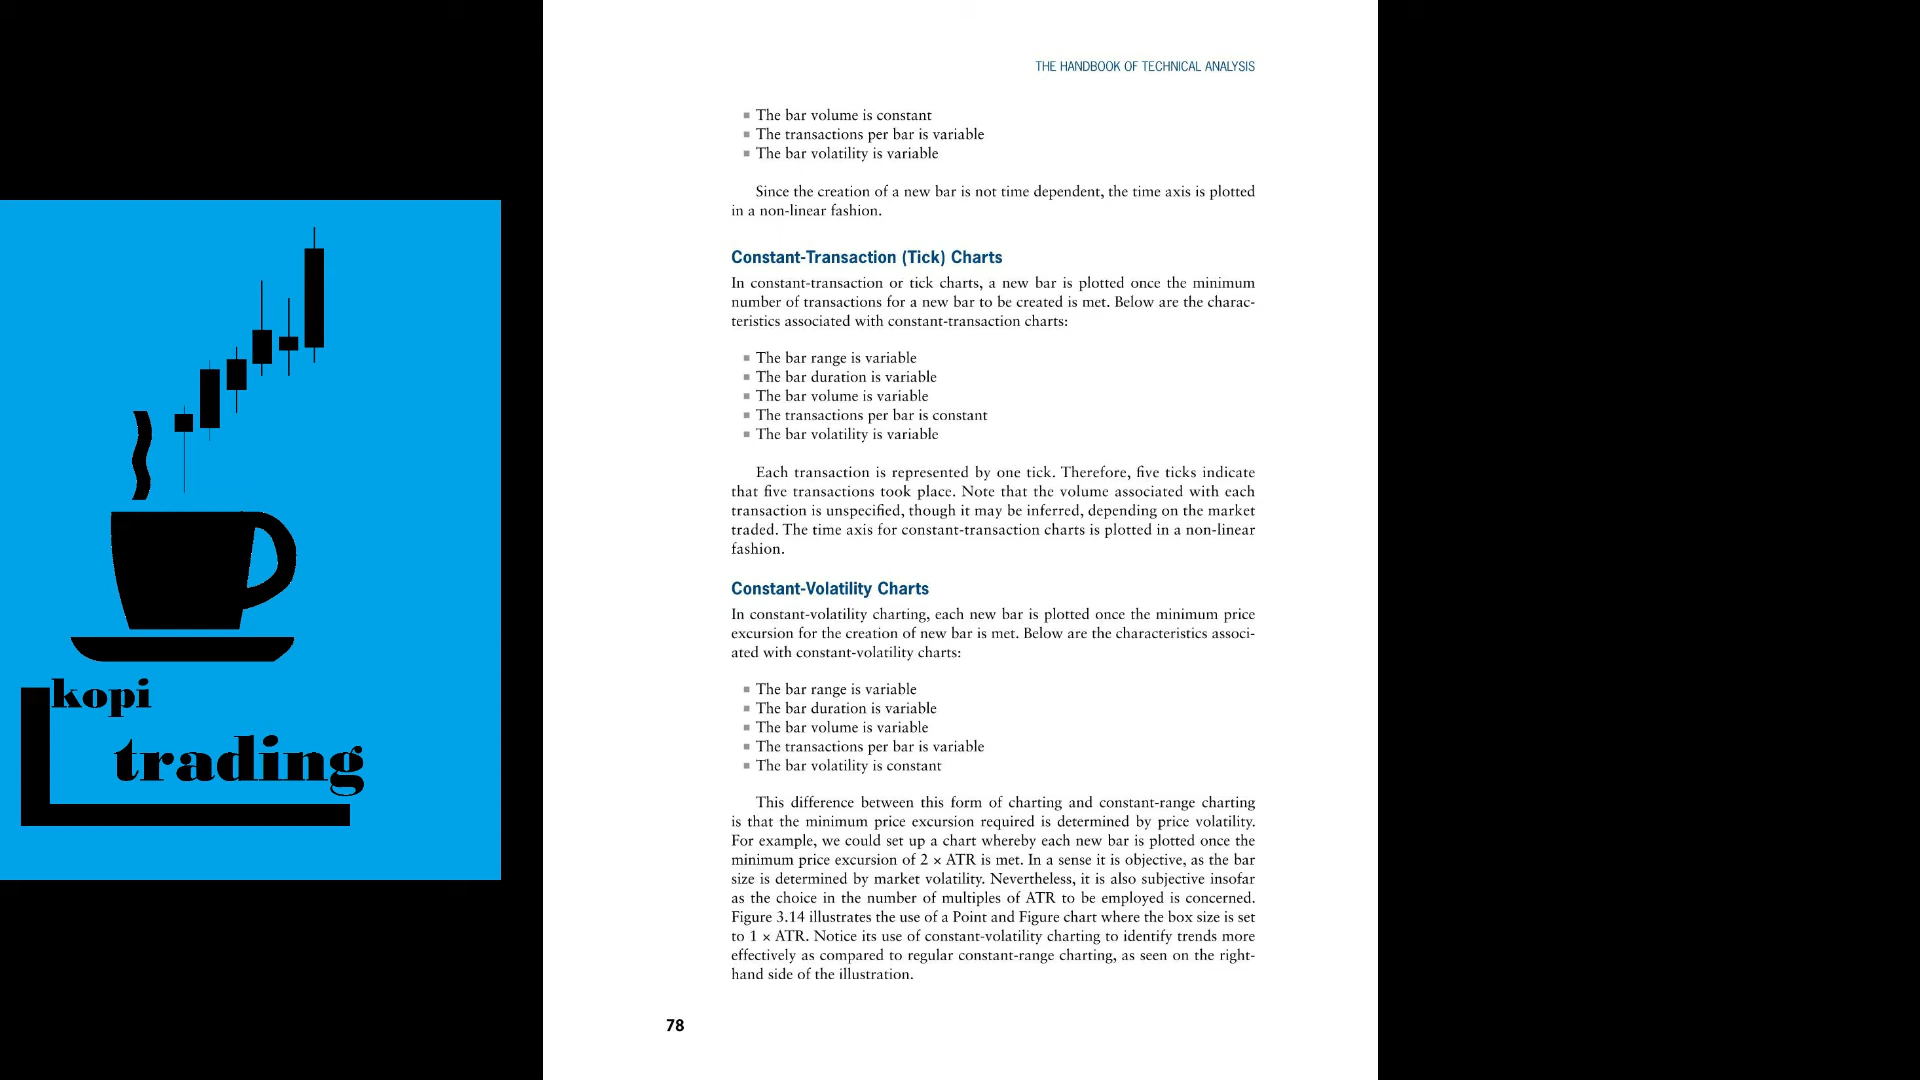 THE HANDBOOK OF TECHNICAL ANALYSIS
▪ The bar volume is constant
▪ The transactions per bar is variable
▪ The bar volatility is variable
Since the creation of a new bar is not time dependent, the time axis is plotted
in a non-linear fashion.
Constant-Transaction (Tick) Charts
In constant-transaction or tick charts, a new bar is plotted once the minimum
number of transactions for a new bar to be created is met. Below are the charac-
teristics associated with constant-transaction charts:
▪ The bar range is variable
▪ The bar duration is variable
▪ The bar volume is variable
▪ The transactions per bar is constant
▪ The bar volatility is variable
Each transaction is represented by one tick. Therefore, five ticks indicate
that five transactions took place. Note that the volume associated with each
transaction is unspecified, though it may be inferred, depending on the market
traded. The time axis for constant-transaction charts is plotted in a non-linear
fashion.
Constant-Volatility Charts
In constant-volatility charting, each new bar is plotted once the minimum price
excursion for the creation of new bar is met. Below are the characteristics associ-
ated with constant-volatility charts:
▪ The bar range is variable
▪ The bar duration is variable
▪ The bar volume is variable
▪ The transactions per bar is variable
▪ The bar volatility is constant
This difference between this form of charting and constant-range charting
is that the minimum price excursion required is determined by price volatility.
For example, we could set up a chart whereby each new bar is plotted once the
minimum price excursion of 2 × ATR is met. In a sense it is objective, as the bar
size is determined by market volatility. Nevertheless, it is also subjective insofar
as the choice in the number of multiples of ATR to be employed is concerned.
Figure 3.14 illustrates the use of a Point and Figure chart where the box size is set
to 1 × ATR. Notice its use of constant-volatility charting to identify trends more
effectively as compared to regular constant-range charting, as seen on the right-
hand side of the illustration.
78
kopi
trading